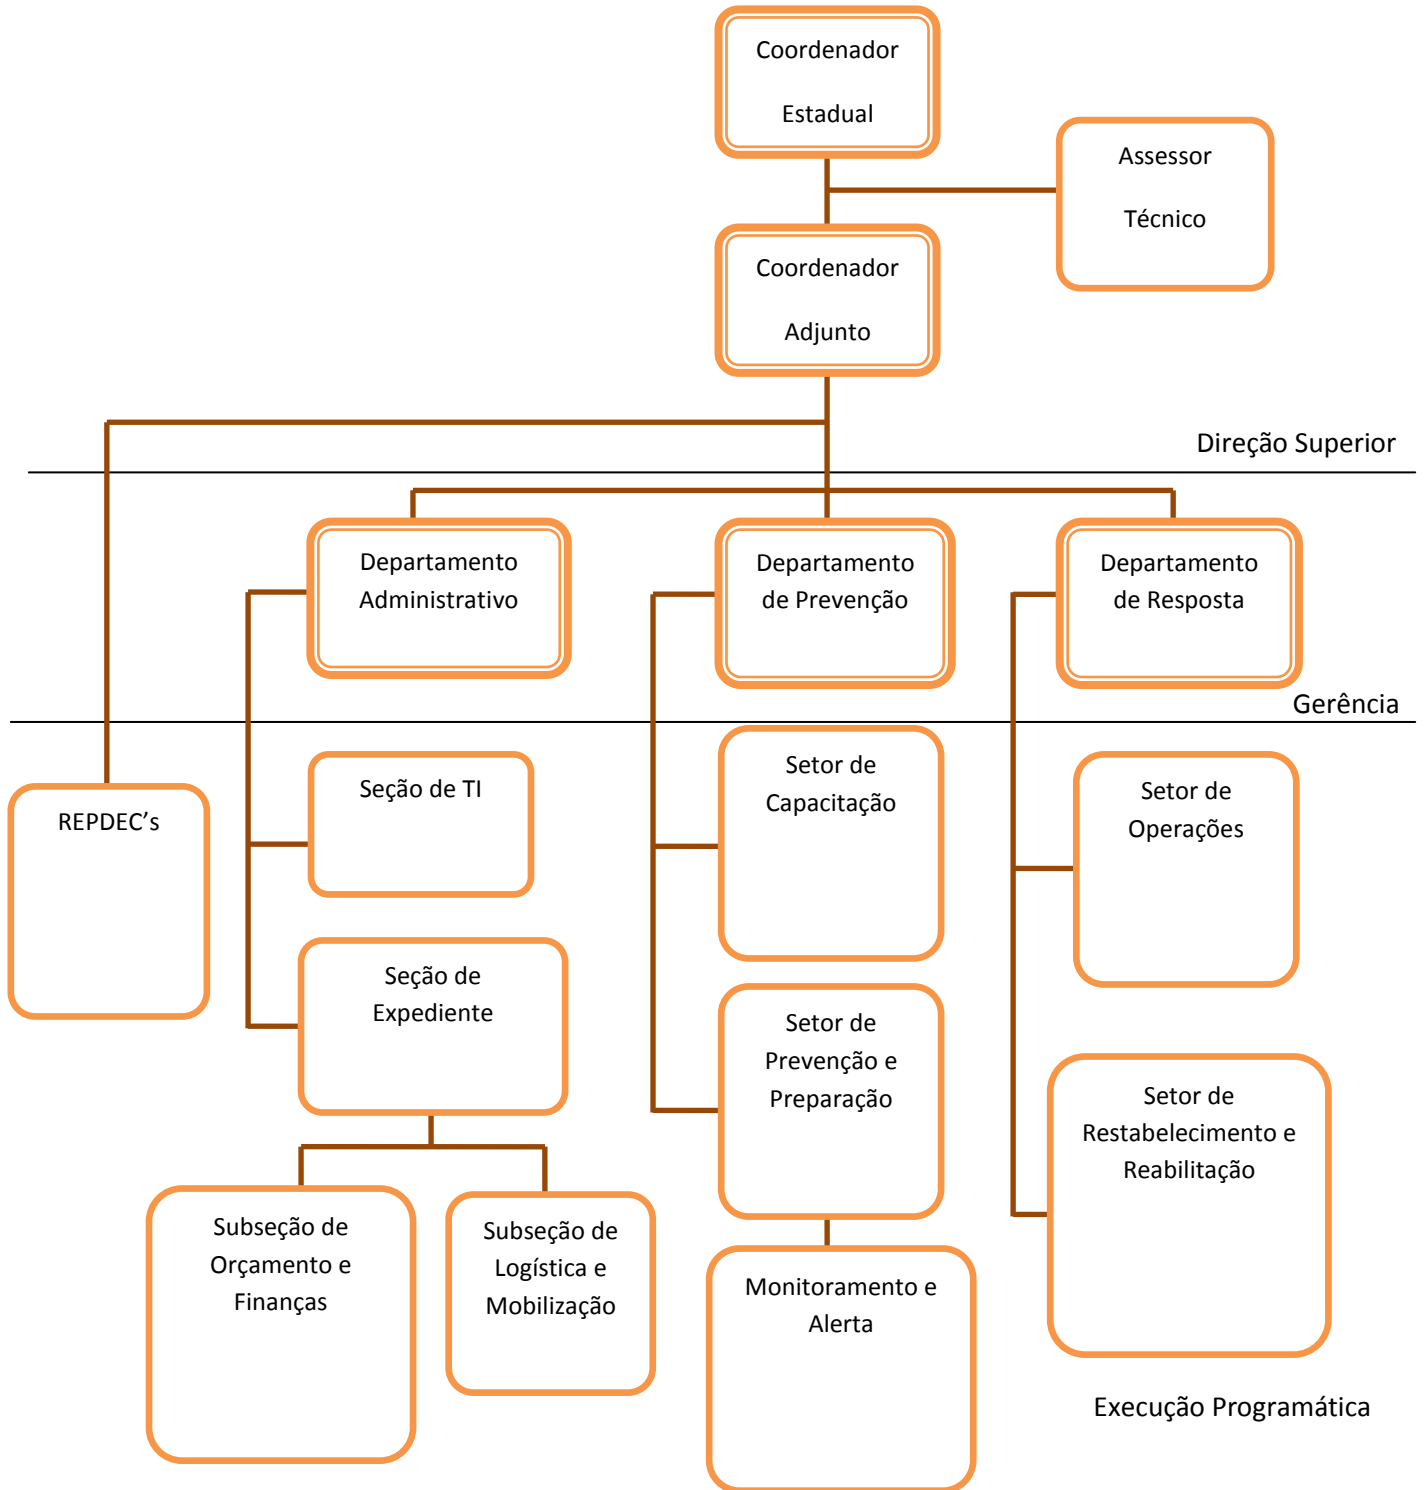 Coordenador
Estadual
Assessor
Técnico
Coordenador
Adjunto
Direção Superior
Departamento
Administrativo
Departamento
de Prevenção
Departamento
de Resposta
Gerência
REPDEC’s
Seção de TI
Setor de
Capacitação
Setor de
Operações
Seção de
Expediente
Setor de
Prevenção e
Preparação
Setor de
Restabelecimento e
Reabilitação
Subseção de
Orçamento e
Finanças
Subseção de
Logística e
Mobilização
Monitoramento e
Alerta
Execução Programática